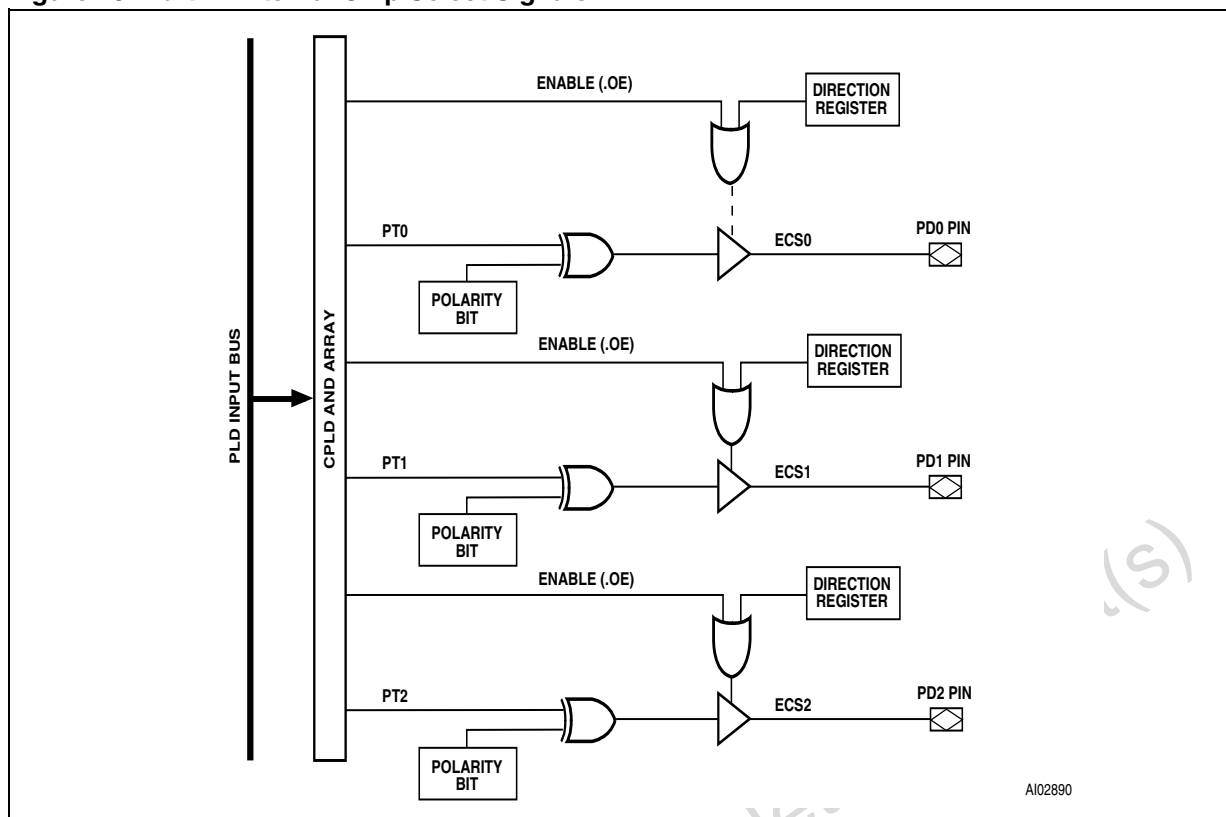 ENABLE (.OE)
DIRECTION
REGISTER
PT0
ECS0
PD0 PIN
POLARITY
BIT
ENABLE (.OE)
DIRECTION
REGISTER
PLD INPUT BUS
CPLD AND ARRAY
PT1
ECS1
PD1 PIN
POLARITY
BIT
ENABLE (.OE)
DIRECTION
REGISTER
(s)
PT2
ECS2
PD2 PIN
POLARITY
BIT
AI02890